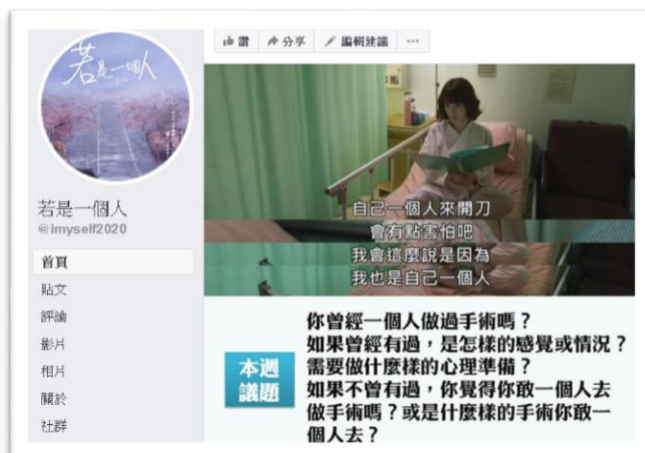 若是一個人
若是一個人
@imyself2020
首頁
貼文
評論
影片
相片
關於
社群
讚
分享
編輯建議
自己一個人來開刀
會有點害怕吧
我會這麼說是因為
我也是自己一個人
本週
議題
你曾經一個人做過手術嗎？
如果曾經有過，是怎樣的感覺或情況？
需要做什麼樣的心理準備？
如果不曾有過，你覺得你敢一個人去
做手術嗎？或是什麼樣的手術你敢一
個人去？